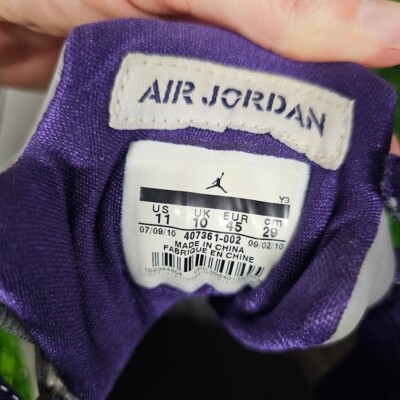 AIR JORDAN
Y3
US UK EUR cm
11 10 45 29
07/09/10 407361-002 09/02/10
MADE IN CHINA
FABRIQUE EN CHINE